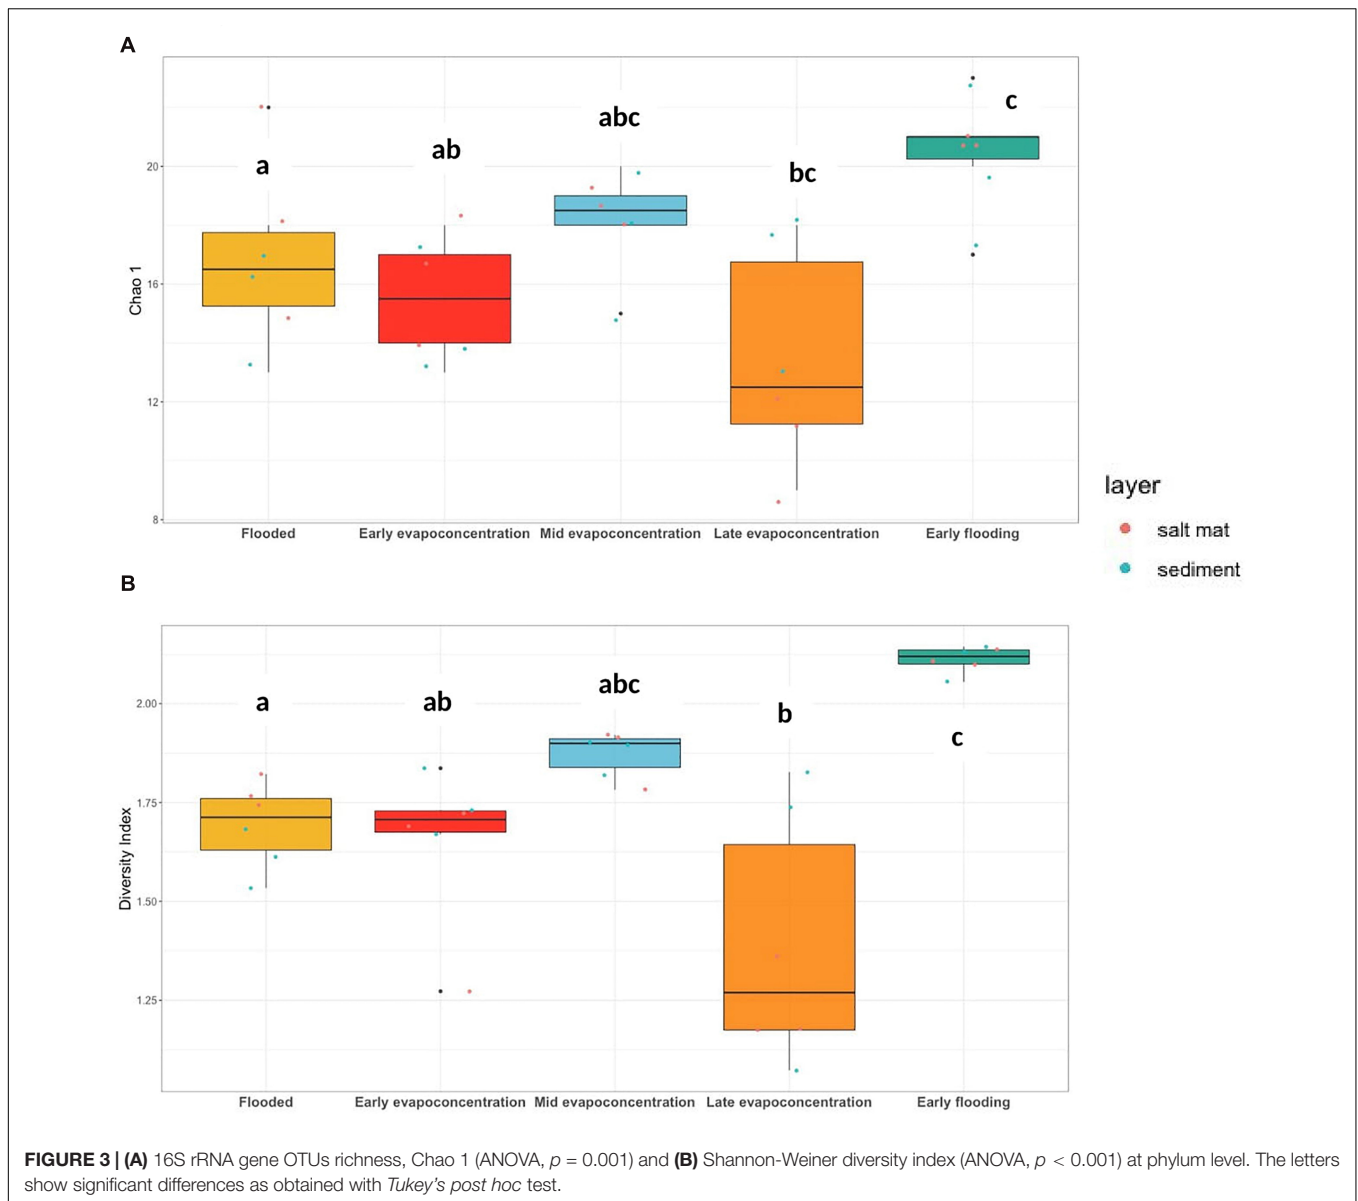 A
a
ab
abc
bc
c
20
16
12
8
Chao 1
Flooded
Early evapoconcentration
Mid evapoconcentration
Late evapoconcentration
Early flooding
layer
salt mat
sediment
B
a
ab
abc
b
c
2.00
1.75
1.50
1.25
Diversity Index
Flooded
Early evapoconcentration
Mid evapoconcentration
Late evapoconcentration
Early flooding
FIGURE 3 | (A) 16S rRNA gene OTUs richness, Chao 1 (ANOVA, p = 0.001) and (B) Shannon-Weiner diversity index (ANOVA, p < 0.001) at phylum level. The letters
show significant differences as obtained with Tukey's post hoc test.